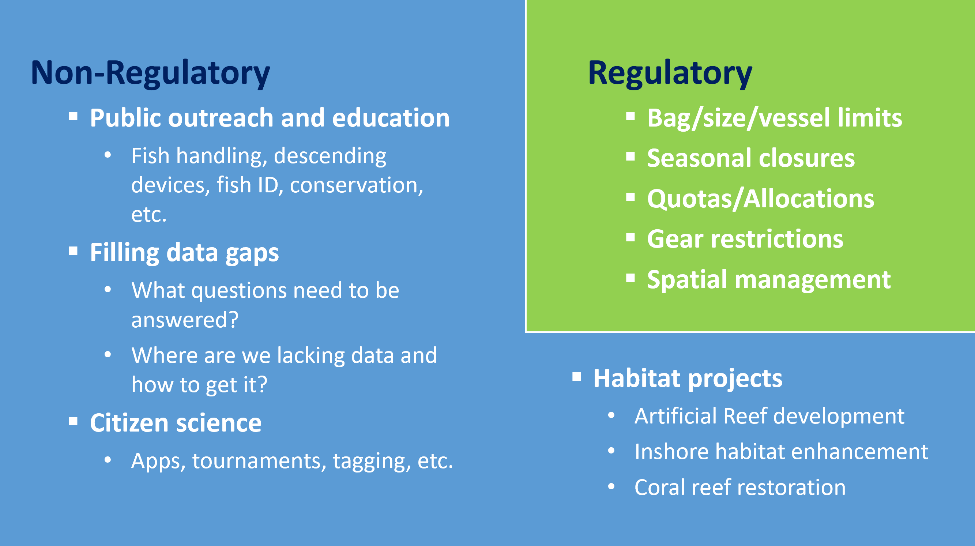 Non-Regulatory
▪ Public outreach and education
• Fish handling, descending
devices, fish ID, conservation,
etc.
▪ Filling data gaps
• What questions need to be
answered?
• Where are we lacking data and
how to get it?
▪ Citizen science
• Apps, tournaments, tagging, etc.
Regulatory
▪ Bag/size/vessel limits
▪ Seasonal closures
▪ Quotas/Allocations
▪ Gear restrictions
▪ Spatial management
▪ Habitat projects
• Artificial Reef development
• Inshore habitat enhancement
• Coral reef restoration